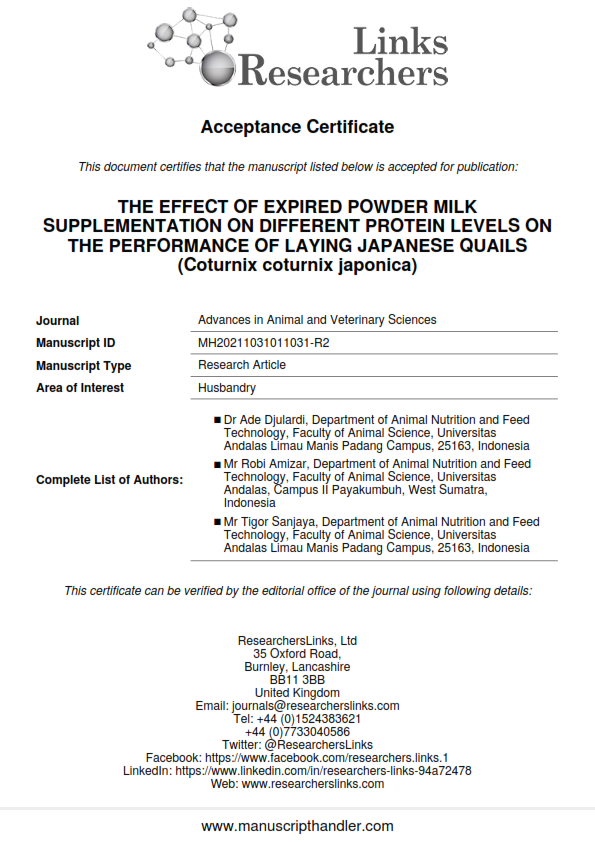 Links
Researchers
Acceptance Certificate
This document certifies that the manuscript listed below is accepted for publication:
THE EFFECT OF EXPIRED POWDER MILK
SUPPLEMENTATION ON DIFFERENT PROTEIN LEVELS ON
THE PERFORMANCE OF LAYING JAPANESE QUAILS
(Coturnix coturnix japonica)
Journal Advances in Animal and Veterinary Sciences
Manuscript ID MH20211031011031-R2
Manuscript Type Research Article
Area of Interest Husbandry
Complete List of Authors:
■ Dr Ade Djulardi, Department of Animal Nutrition and Feed
Technology, Faculty of Animal Science, Universitas
Andalas Limau Manis Padang Campus, 25163, Indonesia
■ Mr Robi Amizar, Department of Animal Nutrition and Feed
Technology, Faculty of Animal Science, Universitas
Andalas, Campus II Payakumbuh, West Sumatra,
Indonesia
■ Mr Tigor Sanjaya, Department of Animal Nutrition and Feed
Technology, Faculty of Animal Science, Universitas
Andalas Limau Manis Padang Campus, 25163, Indonesia
This certificate can be verified by the editorial office of the journal using following details:
ResearchersLinks, Ltd
35 Oxford Road,
Burnley, Lancashire
BB11 3BB
United Kingdom
Email: journals@researcherslinks.com
Tel: +44 (0)1524383621
+44 (0)7733040586
Twitter: @ResearchersLinks
Facebook: https://www.facebook.com/researchers.links.1
LinkedIn: https://www.linkedin.com/in/researchers-links-94a72478
Web: www.researcherslinks.com
www.manuscripthandler.com